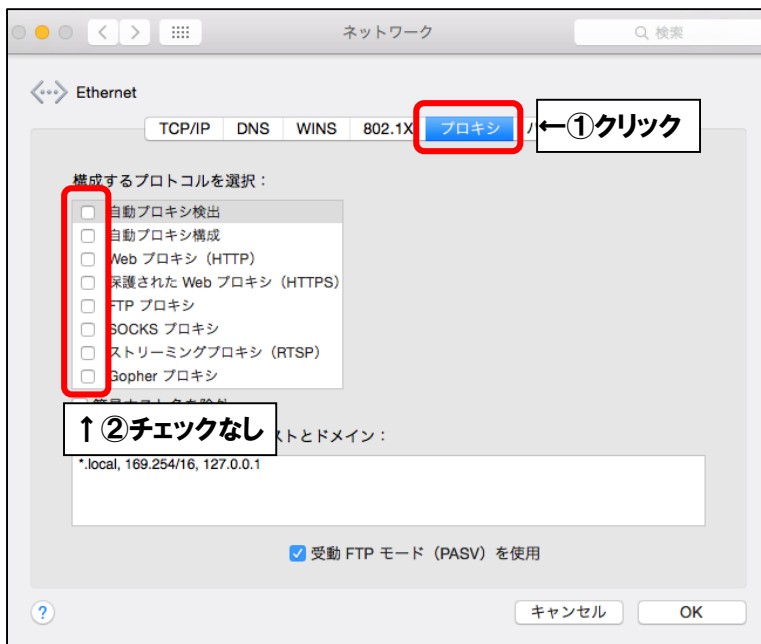 ネットワーク
検索
Ethernet
TCP/IP DNS WINS 802.1X プロキシ
←①クリック
構成するプロトコルを選択：
自動プロキシ検出
自動プロキシ構成
Web プロキシ（HTTP）
保護された Web プロキシ（HTTPS）
FTP プロキシ
SOCKS プロキシ
ストリーミングプロキシ（RTSP）
Gopher プロキシ
↑②チェックなし
ストとドメイン：
*.local, 169.254/16, 127.0.0.1
受動 FTP モード（PASV）を使用
?
キャンセル OK